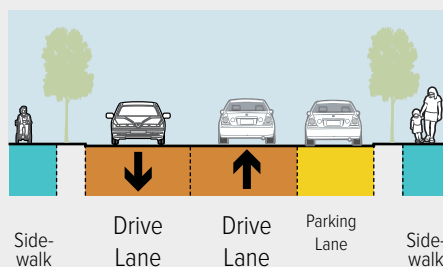 Side-
walk
Drive
Lane
Drive
Lane
Parking
Lane
Side-
walk